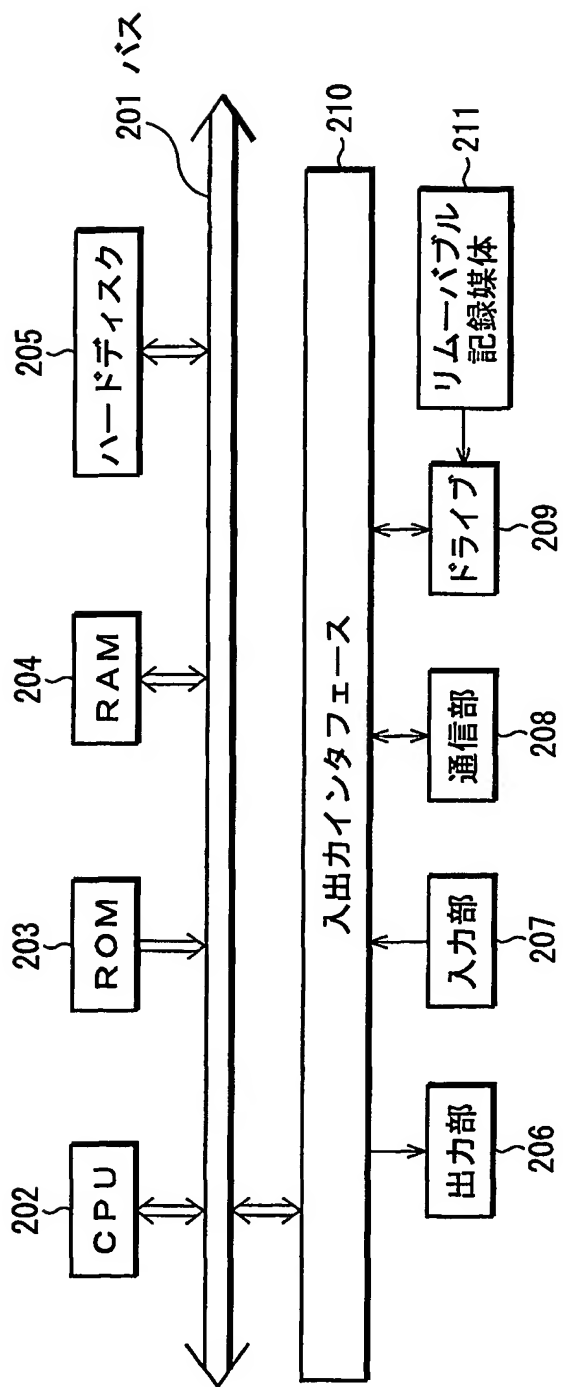 202
203
204
205
201 バス
CPU
ROM
RAM
ハードディスク
210
入出力インタフェース
211
出力部
入力部
通信部
ドライブ
リムーバブル
記録媒体
206
207
208
209